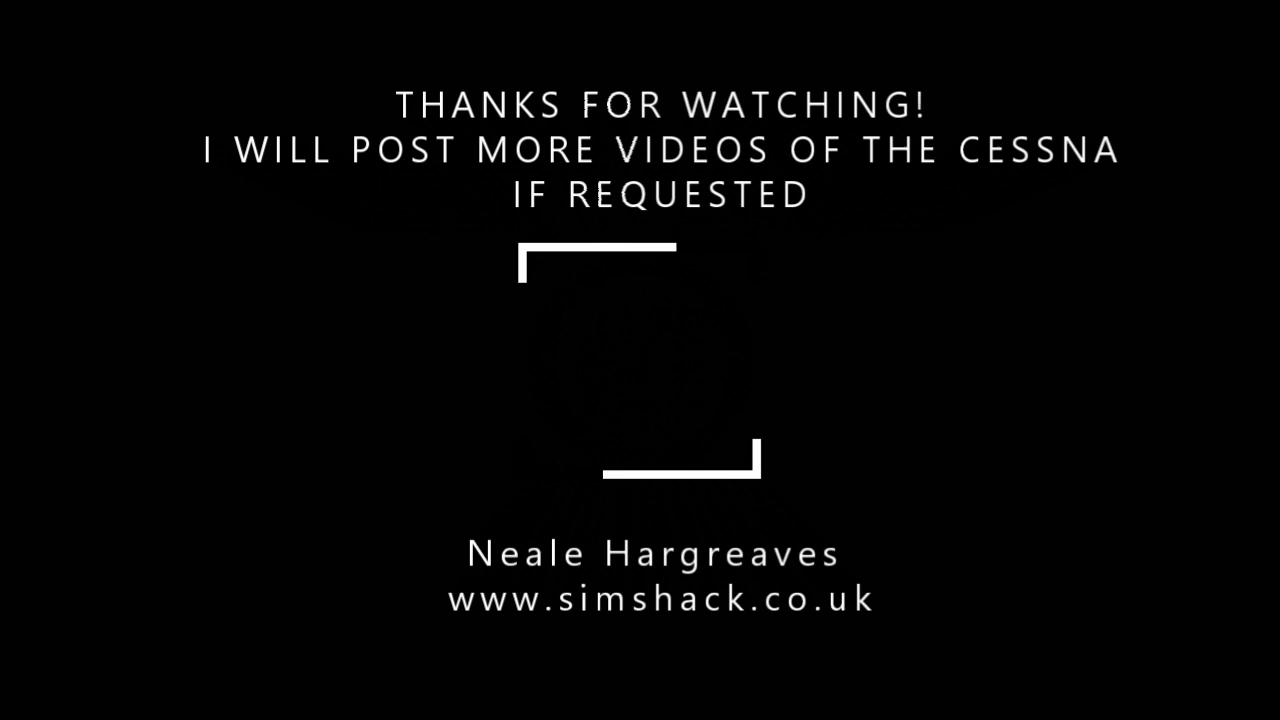 THANKS FOR WATCHING!
I WILL POST MORE VIDEOS OF THE CESSNA
IF REQUESTED
Neale Hargreaves
www.simshack.co.uk